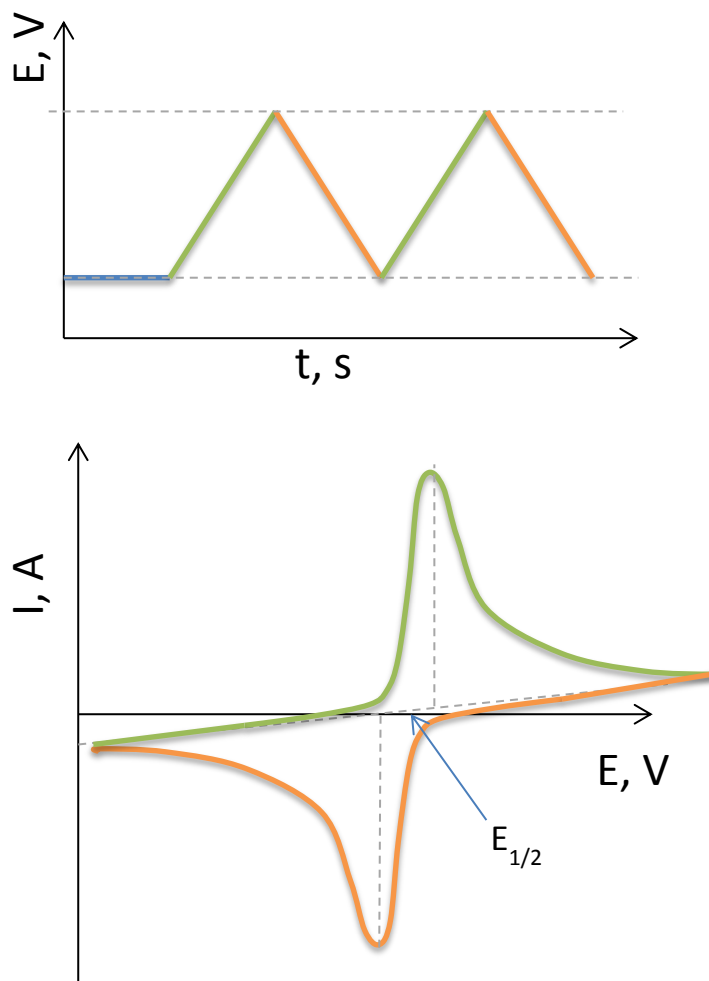 E, V
t, s
I, A
E, V
E1/2